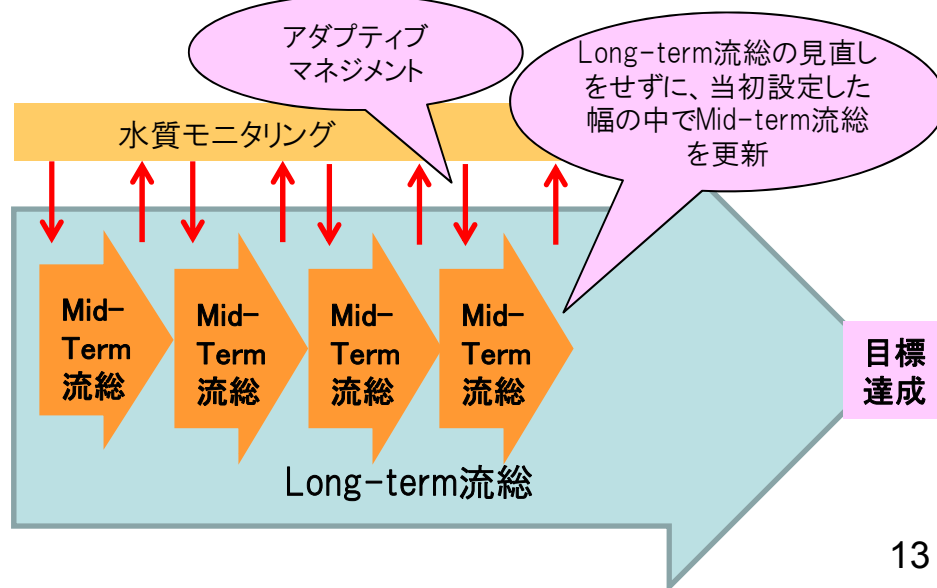 アダプティブ
マネジメント
Long-term流総の見直し
をせずに、当初設定した
幅の中でMid-term流総
を更新
水質モニタリング
Mid-
Term
流総
Mid-
Term
流総
Mid-
Term
流総
Mid-
Term
流総
目標
達成
Long-term流総
13